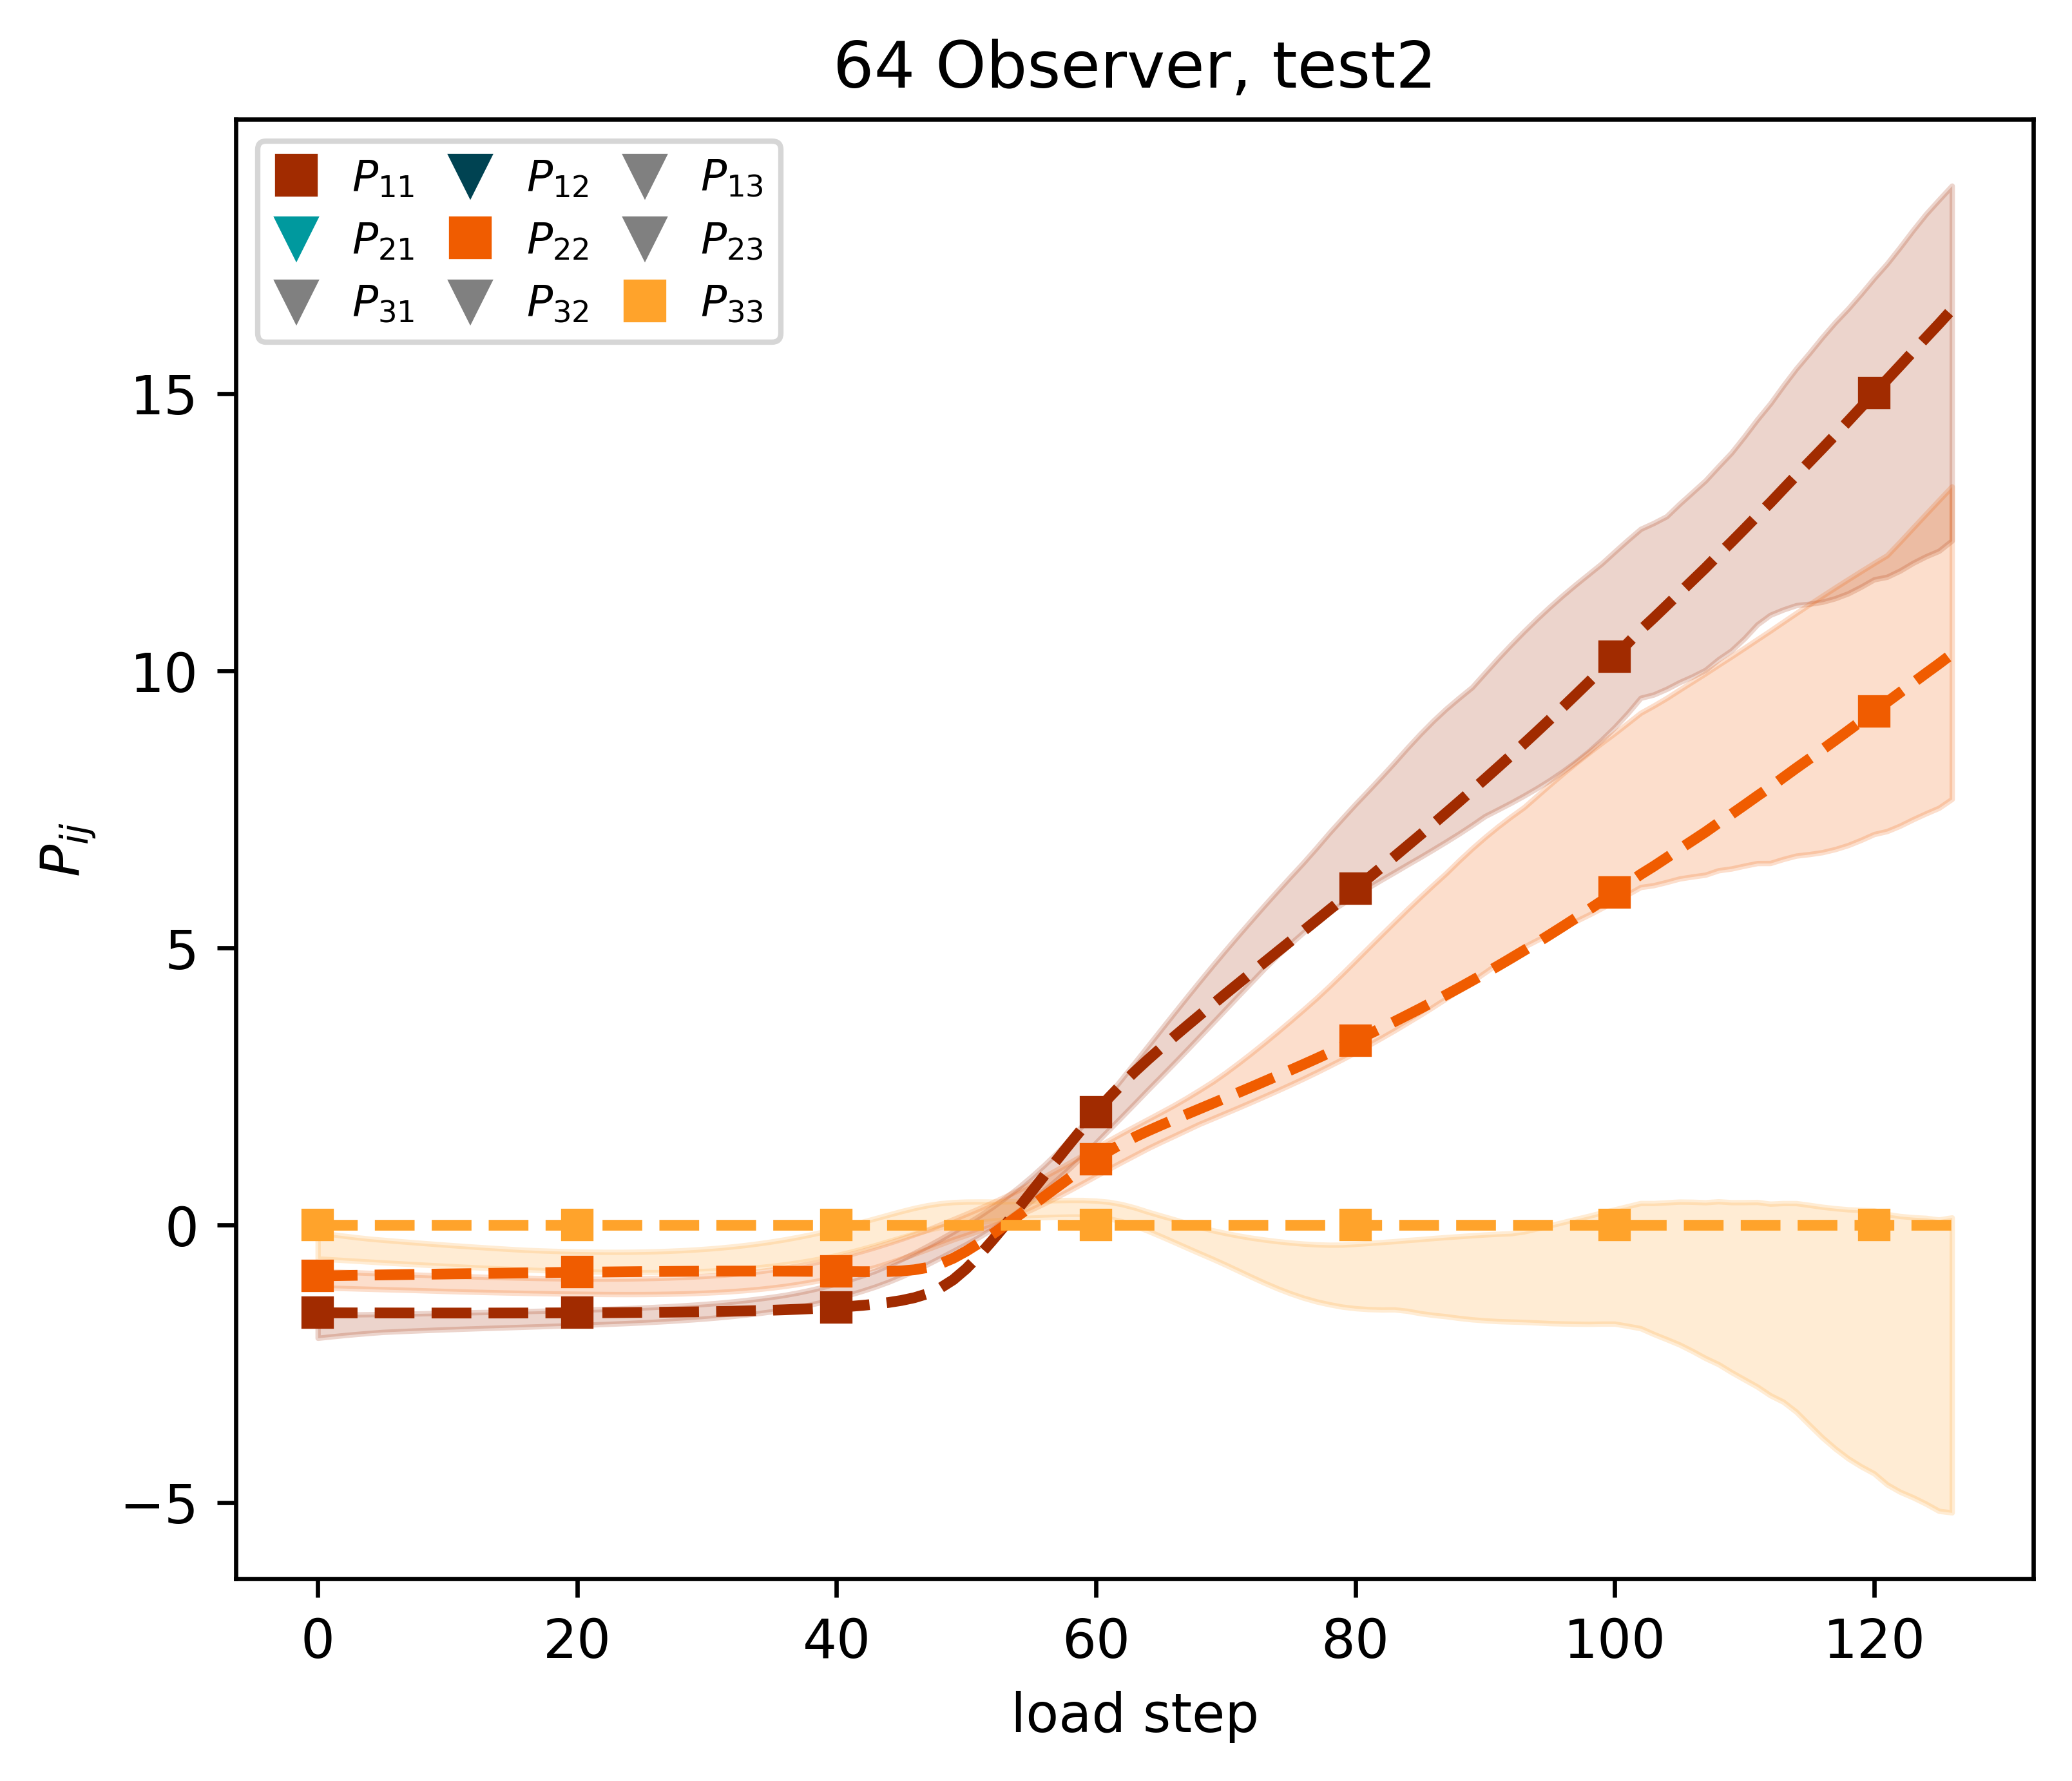 64 Observer, test2
P11 P12 P13
P21 P22 P23
P31 P32 P33
15
10
5
0
−5
Pij
0 20 40 60 80 100 120
load step